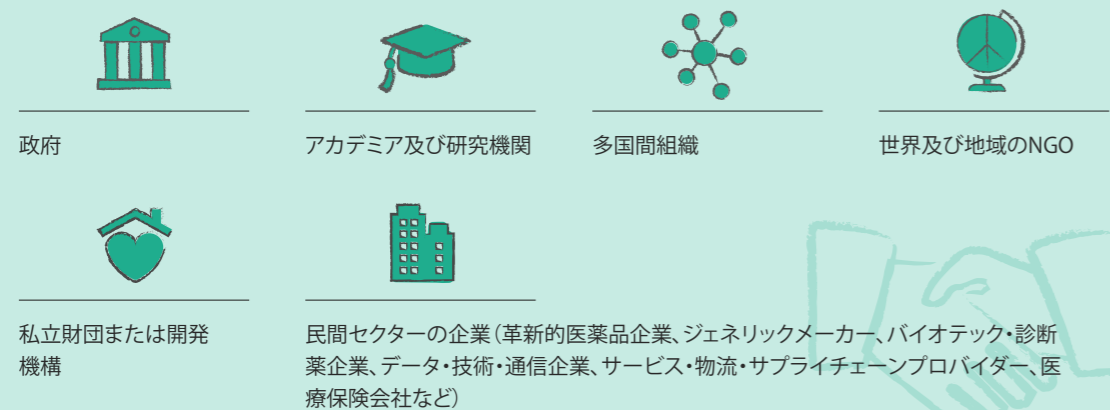 政府
アカデミア及び研究機関
多国間組織
世界及び地域のNGO
私立財団または開発
機構
民間セクターの企業（革新的医薬品企業、ジェネリックメーカー、バイオテック・診断
薬企業、データ・技術・通信企業、サービス・物流・サプライチェーンプロバイダー、医
療保険会社など）